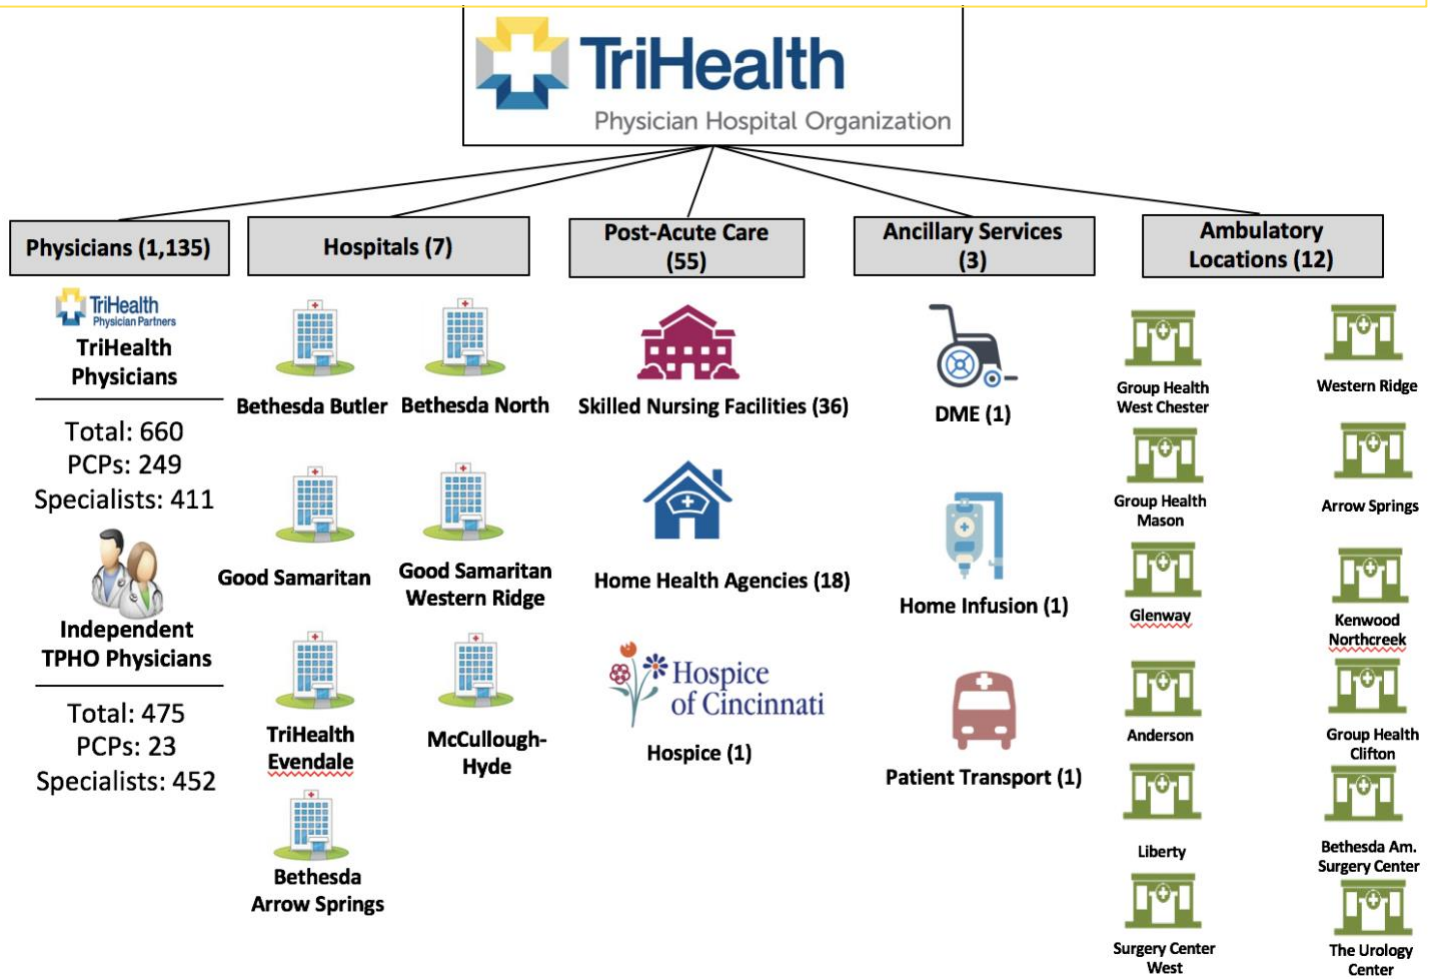 TriHealth
Physician Hospital Organization
Physicians (1,135)
TriHealth
Physician Partners
TriHealth
Physicians
Total: 660
PCPs: 249
Specialists: 411
Independent
TPHO Physicians
Total: 475
PCPs: 23
Specialists: 452
Hospitals (7)
Bethesda Butler
Bethesda North
Good Samaritan
Good Samaritan
Western Ridge
TriHealth
Evendale
McCullough-
Hyde
Bethesda
Arrow Springs
Post-Acute Care
(55)
Skilled Nursing Facilities (36)
Home Health Agencies (18)
Hospice
of Cincinnati
Hospice (1)
Ancillary Services
(3)
DME (1)
Home Infusion (1)
Patient Transport (1)
Ambulatory
Locations (12)
Group Health
West Chester
Western Ridge
Group Health
Mason
Arrow Springs
Glenway
Kenwood
Northcreek
Anderson
Group Health
Clifton
Liberty
Bethesda Am.
Surgery Center
Surgery Center
West
The Urology
Center